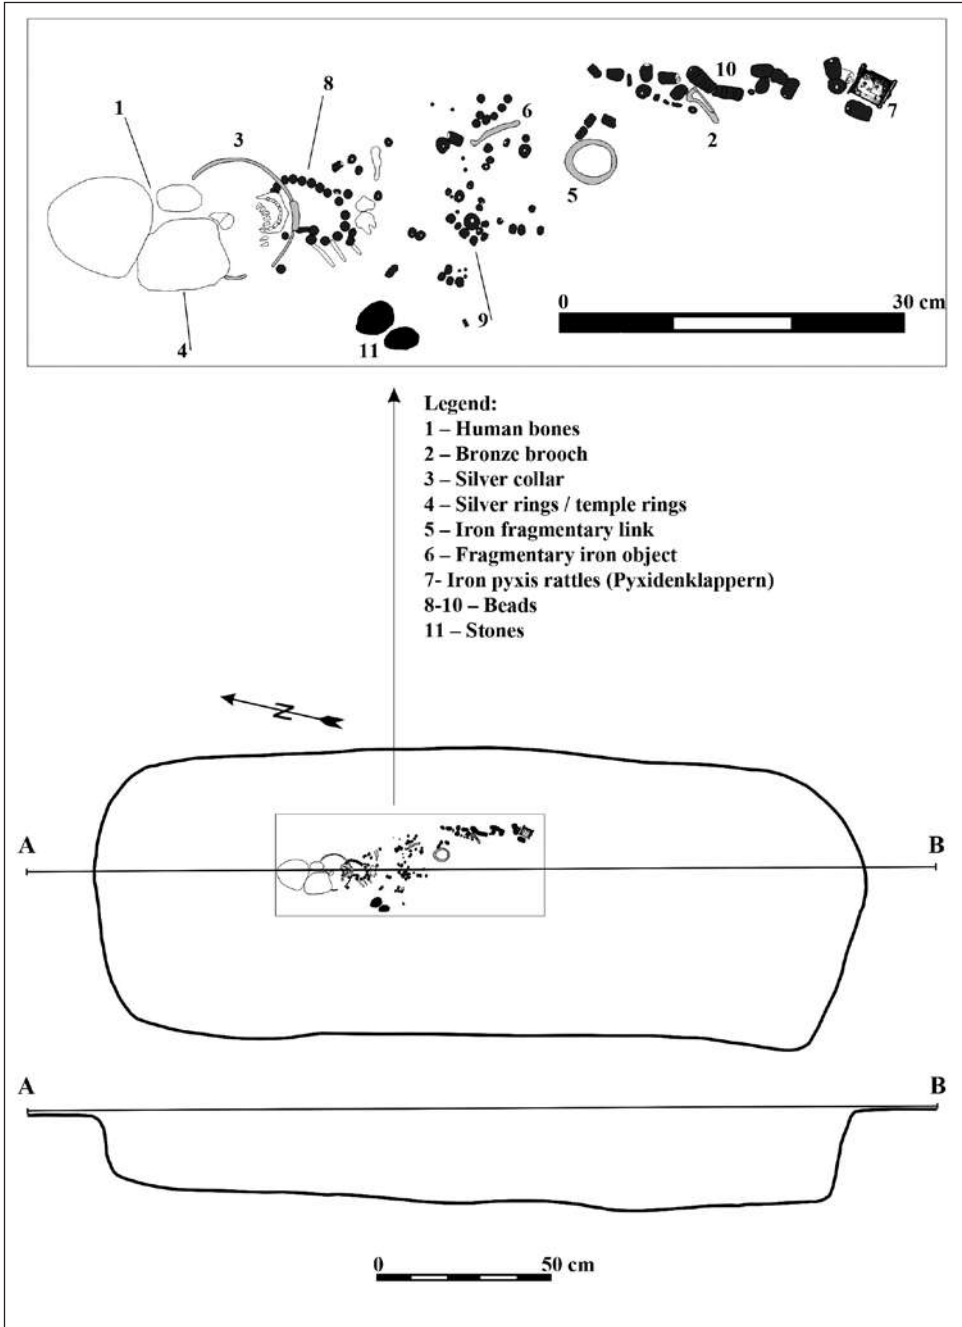 8
10
1
6
7
3
2
5
0
30 cm
9
4
11
Legend:
1 – Human bones
2 – Bronze brooch
3 – Silver collar
4 – Silver rings / temple rings
5 – Iron fragmentary link
6 – Fragmentary iron object
7- Iron pyxis rattles (Pyxidenklappern)
8-10 – Beads
11 – Stones
N
A
B
A
B
0
50 cm